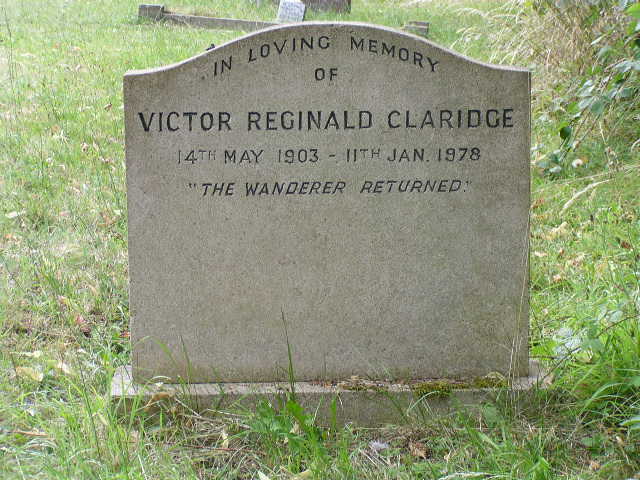 IN LOVING MEMORY
OF
VICTOR REGINALD CLARIDGE
14TH MAY 1903 - 11TH JAN. 1978
"THE WANDERER RETURNED."